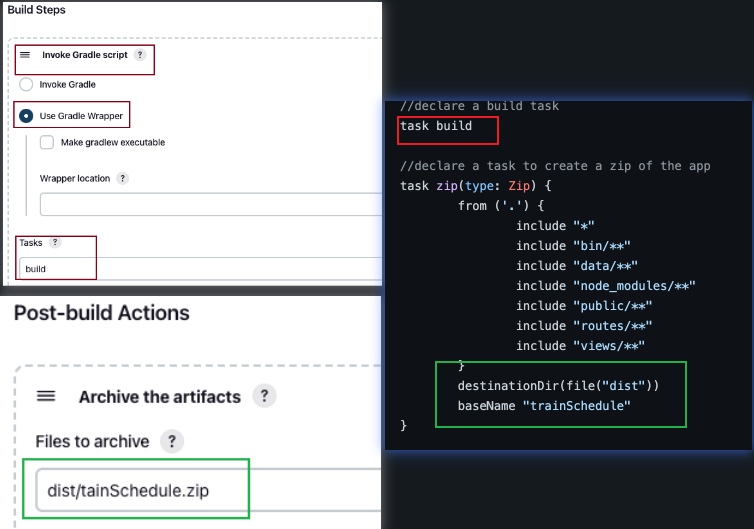 Build Steps
Invoke Gradle script ?
Invoke Gradle
Use Gradle Wrapper
Make gradlew executable
Wrapper location ?
Tasks ?
build
Post-build Actions
Archive the artifacts ?
Files to archive ?
dist/tainSchedule.zip
//declare a build task
task build
//declare a task to create a zip of the app
task zip(type: Zip) {
from ('.') {
include "*"
include "bin/**"
include "data/**"
include "node_modules/**"
include "public/**"
include "routes/**"
include "views/**"
}
destinationDir(file("dist"))
baseName "trainSchedule"
}